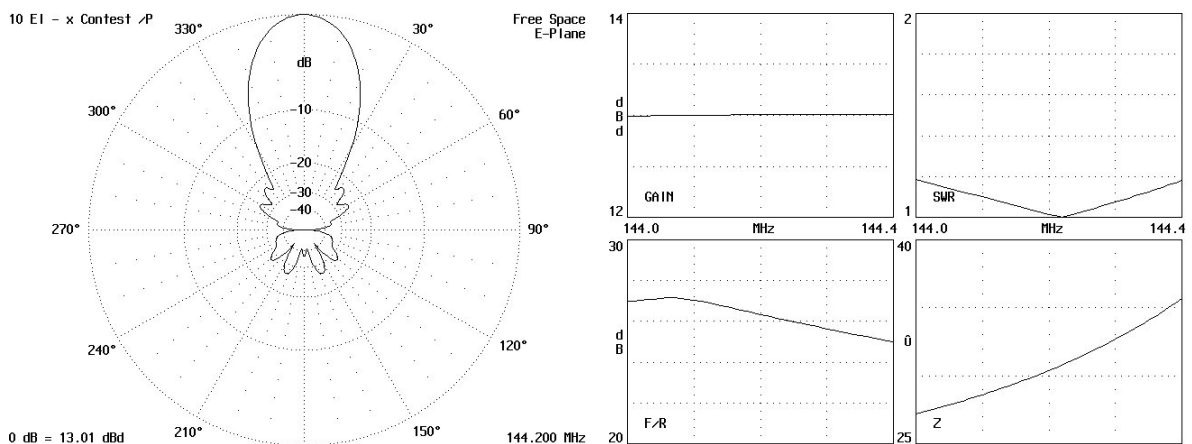 10 El - x Contest /P
Free Space
E-Plane
330°
30°
dB
300°
60°
-10
-20
-30
-40
270°
90°
240°
120°
210°
150°
0 dB = 13.01 dBd
144.200 MHz
14
d
B
d
GAIN
12
144.0
MHz
144.4
2
SWR
1
144.0
MHz
144.4
30
d
B
F/R
20
40
Û
Z
25